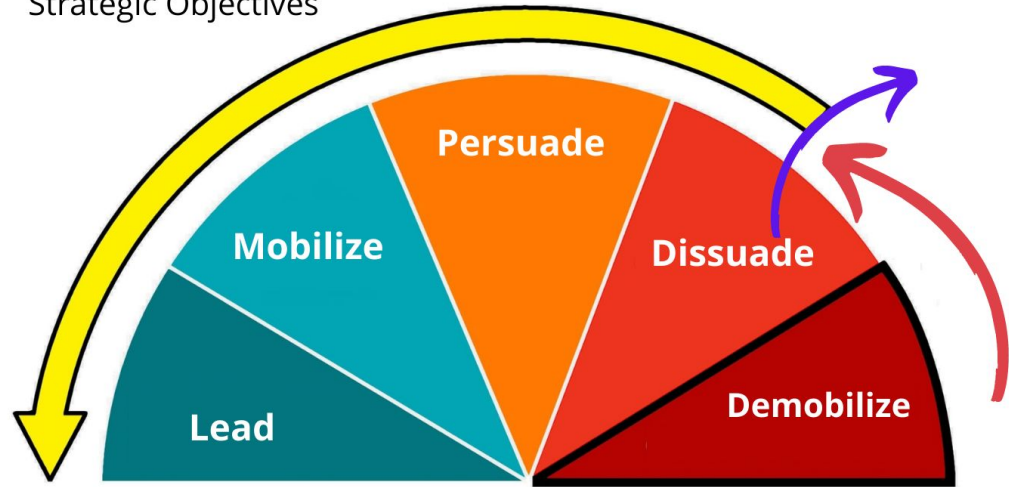 Strategic Objectives
Persuade
Mobilize
Dissuade
Demobilize
Lead